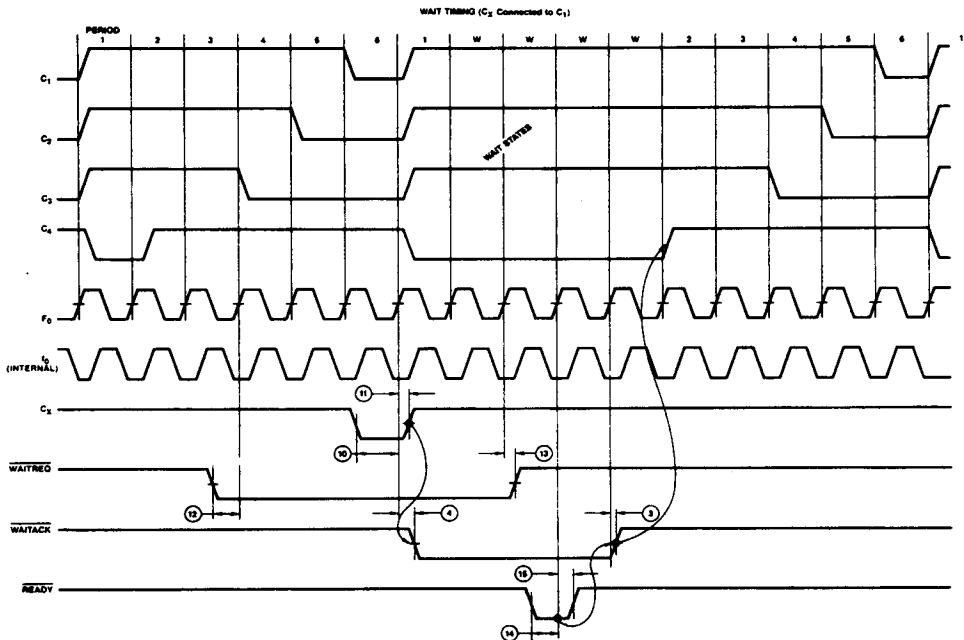 WAIT TIMING (CX Connected to C1)
PERIOD
1 2 3 4 5 6 1 W W W W 2 3 4 5 6 1
C1
C2
WAIT STATES
C3
C4
F0
f0
(INTERNAL)
11
CX
10
13
WAITREQ
12
4
3
WAITACK
15
READY
14